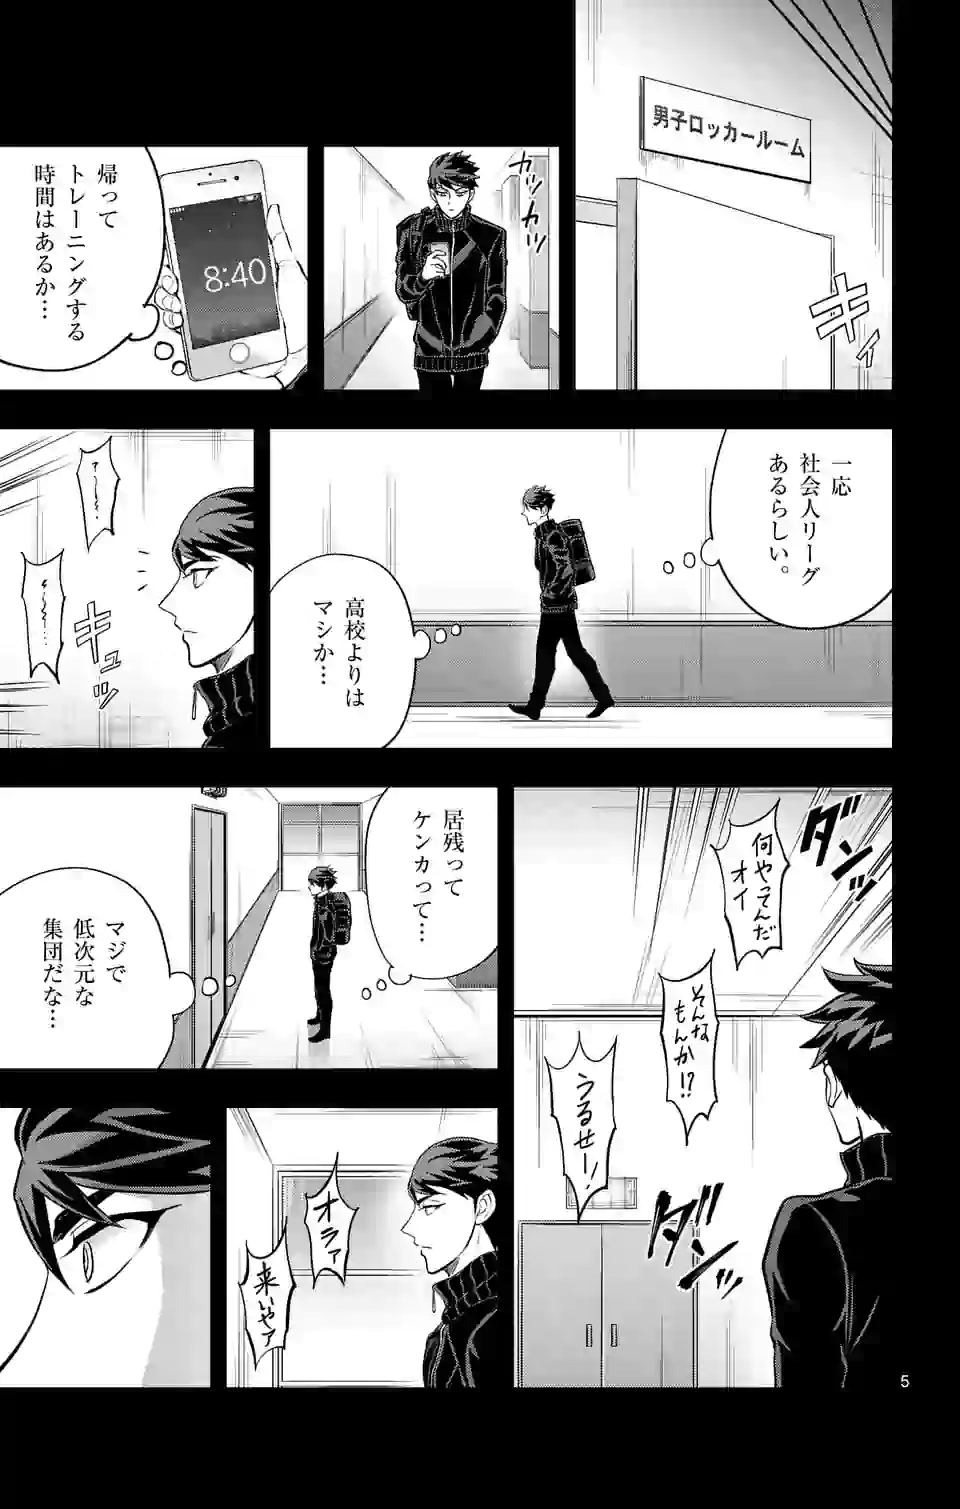 男子ロッカールーム
キィ
カツ
カツ
8:40
帰って
トレーニングする
時間はあるか…
一応
社会人リーグ
あるらしい。
高校よりは
マシか…
キュッ
ダンッ
何やってんだ
オイ
そんな
もんか!?
うるせー!
ダンッ
居残って
ケンカって…
マジで
低次元な
集団だな…
オラァ
来いやァ
5